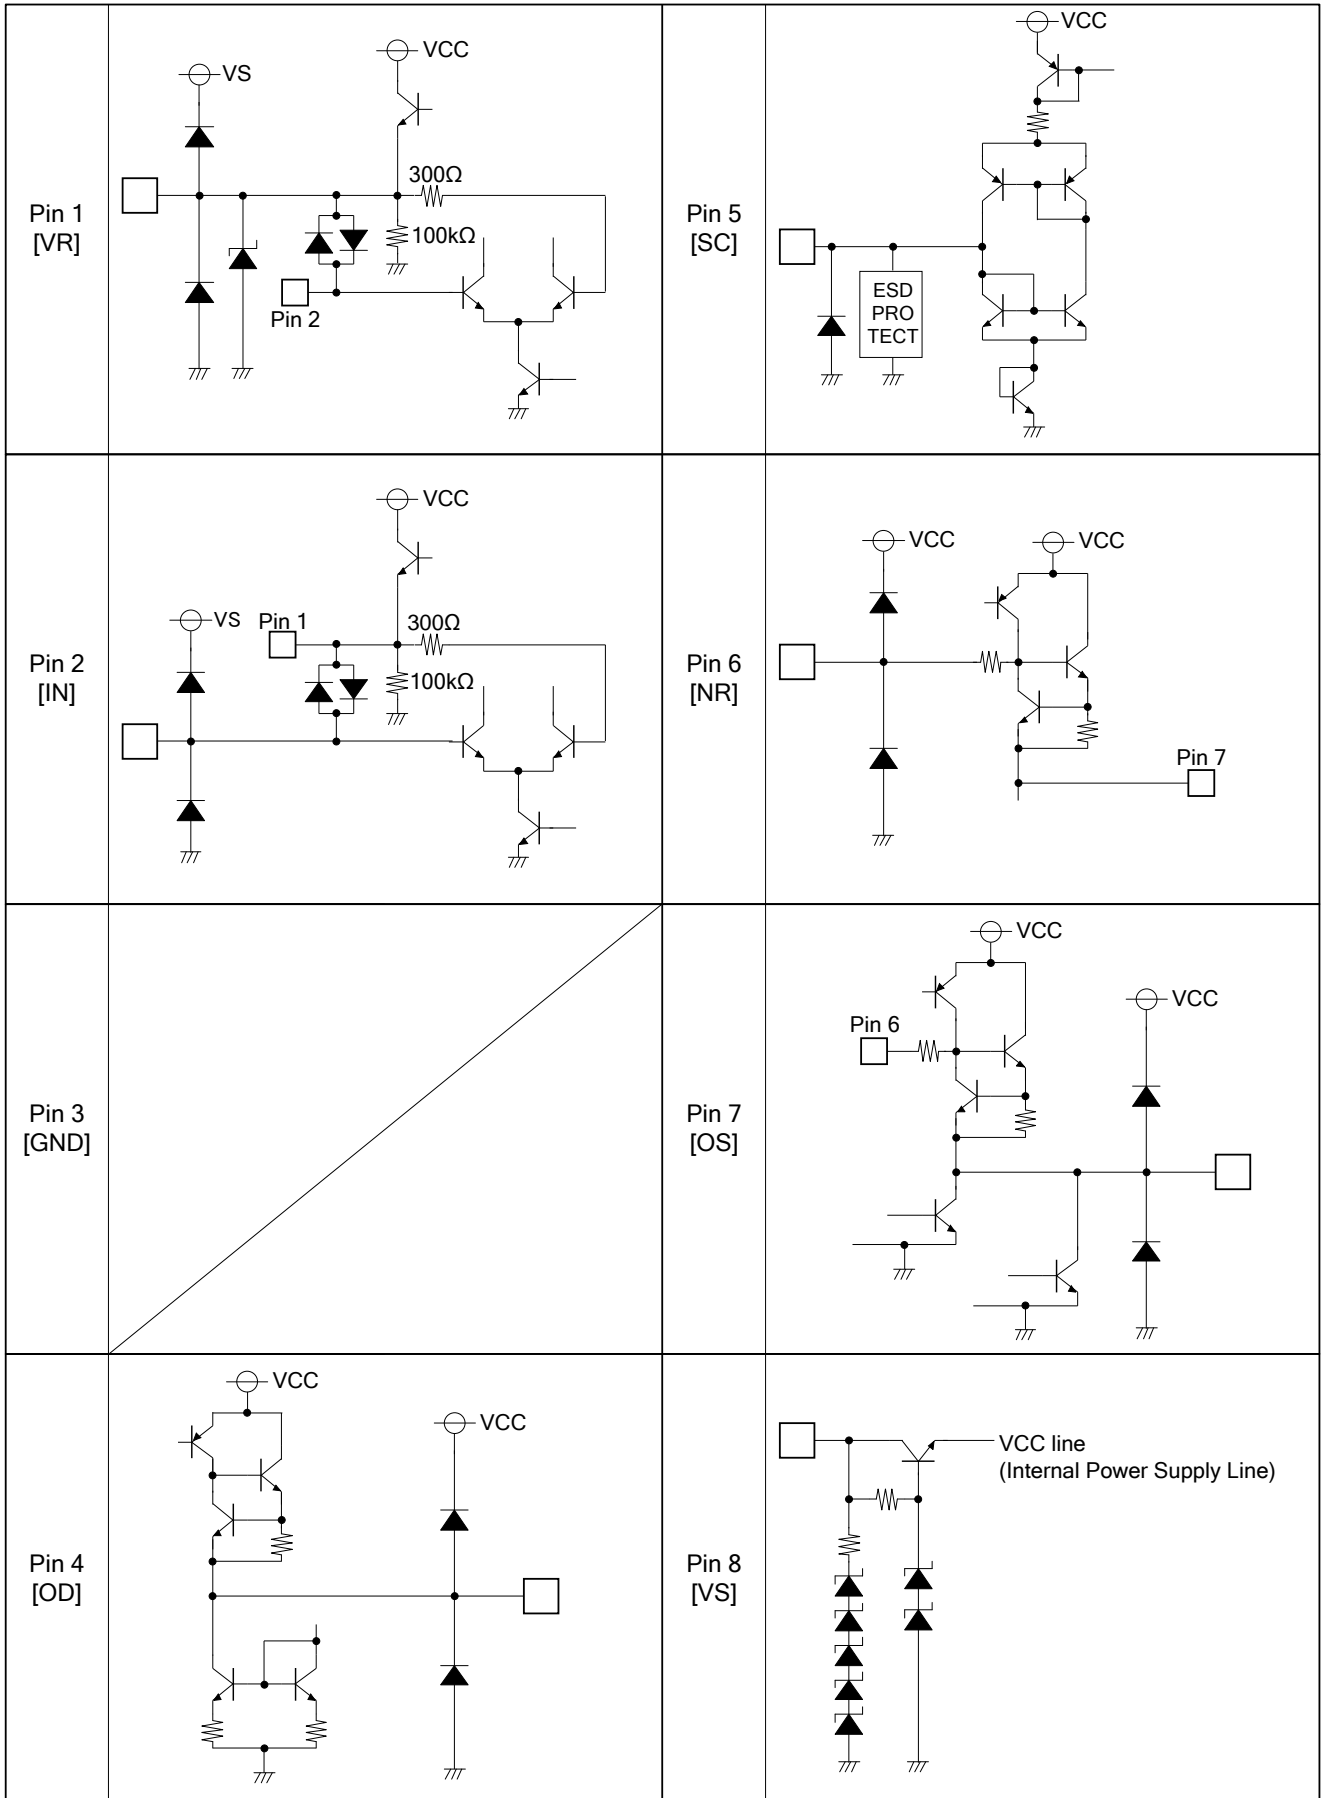 Pin 1
[VR]
VS
VCC
300Ω
100kΩ
Pin 2
Pin 5
[SC]
VCC
ESD
PRO
TECT
Pin 2
[IN]
VCC
VS
Pin 1
300Ω
100kΩ
Pin 6
[NR]
VCC
VCC
Pin 7
Pin 3
[GND]
Pin 7
[OS]
VCC
VCC
Pin 6
Pin 4
[OD]
VCC
VCC
Pin 8
[VS]
VCC line
(Internal Power Supply Line)